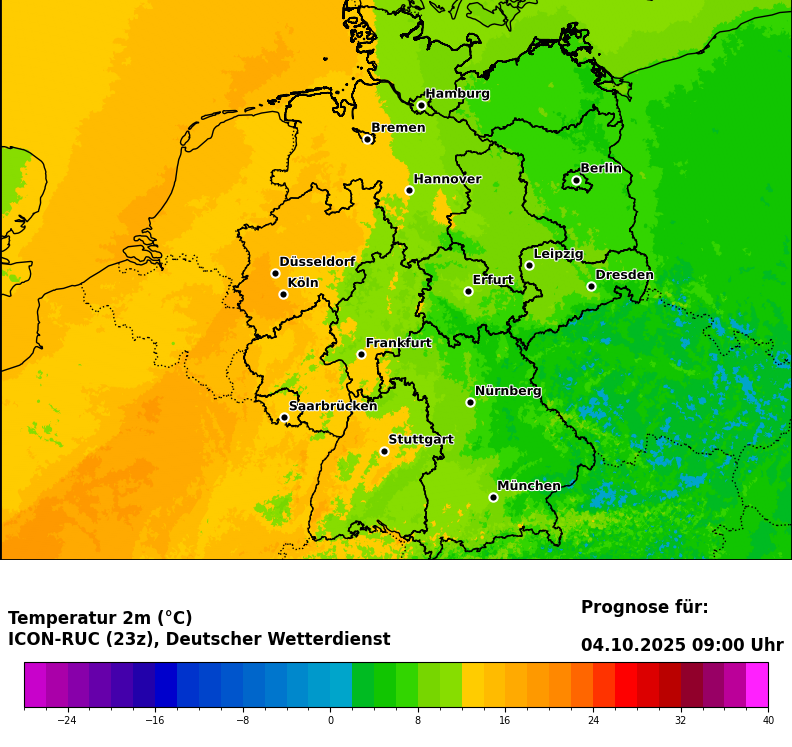 Hamburg
Bremen
Hannover
Berlin
Düsseldorf
Köln
Leipzig
Erfurt
Dresden
Frankfurt
Nürnberg
Saarbrücken
Stuttgart
München
Temperatur 2m (°C)
ICON-RUC (23z), Deutscher Wetterdienst
Prognose für:
04.10.2025 09:00 Uhr
−24 −16 −8 0 8 16 24 32 40